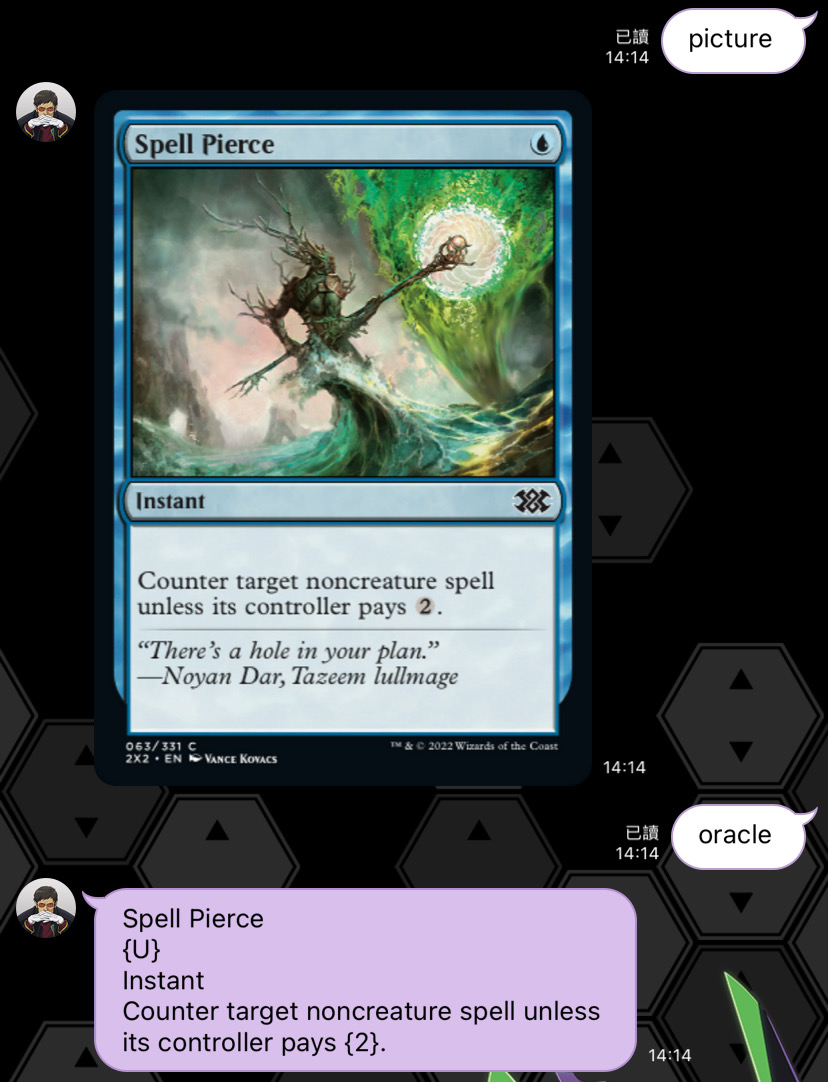 picture
已讀
14:14
Spell Pierce
Instant
Counter target noncreature spell
unless its controller pays 2.
“There’s a hole in your plan.”
—Noyan Dar, Tazeem lullmage
063/331 C
2X2 • EN VANCE KOVACS
™ & © 2022 Wizards of the Coast
14:14
oracle
已讀
14:14
Spell Pierce
{U}
Instant
Counter target noncreature spell unless
its controller pays {2}.
14:14